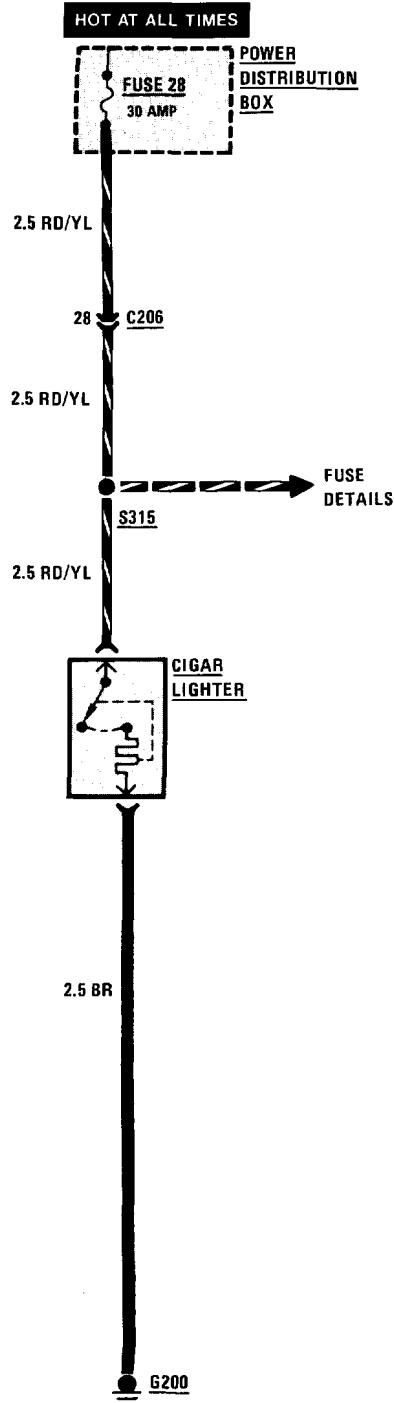 HOT AT ALL TIMES
POWER
DISTRIBUTION
BOX
FUSE 28
30 AMP
2.5 RD/YL
28 C206
2.5 RD/YL
FUSE
DETAILS
S315
2.5 RD/YL
CIGAR
LIGHTER
2.5 BR
G200